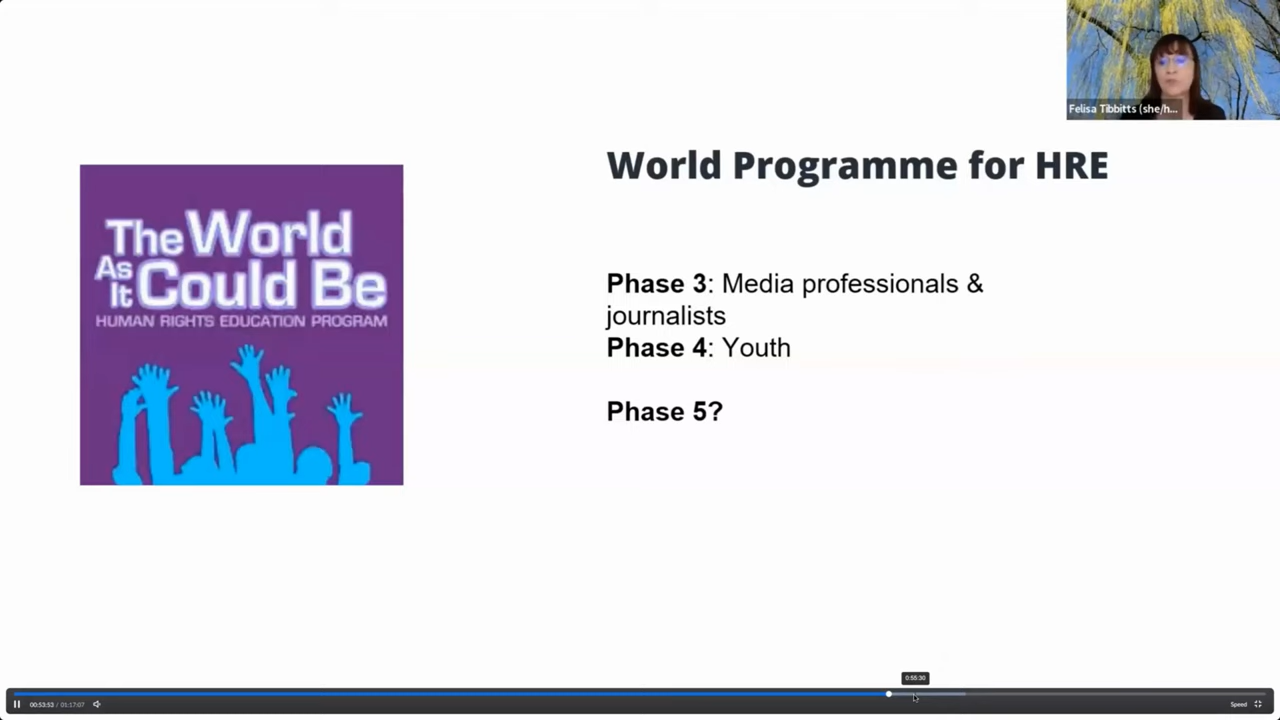 Felisa Tibbitts (she/h...
World Programme for HRE
The World
As It Could Be
HUMAN RIGHTS EDUCATION PROGRAM
Phase 3: Media professionals &
journalists
Phase 4: Youth
Phase 5?
0:55:30
00:53:53 / 01:17:07
Speed